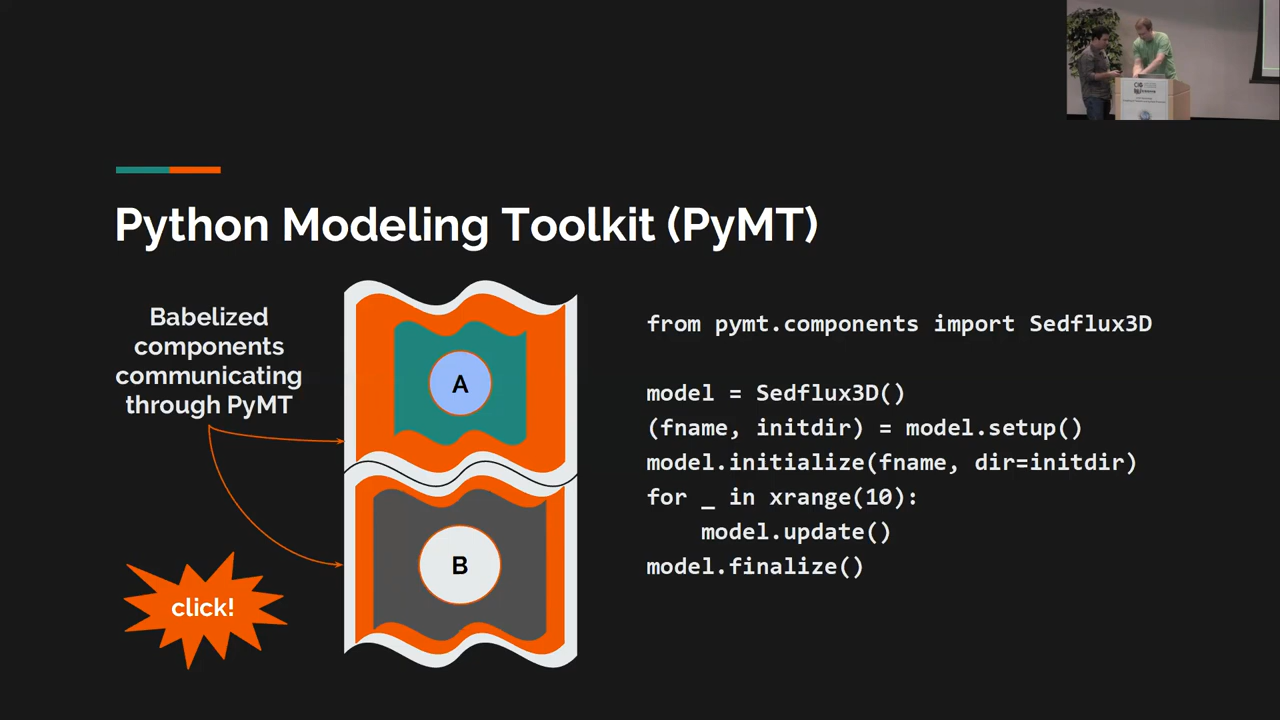 Python Modeling Toolkit (PyMT)
Babelized
components
communicating
through PyMT
A
B
click!
from pymt.components import Sedflux3D
model = Sedflux3D()
(fname, initdir) = model.setup()
model.initialize(fname, dir=initdir)
for _ in xrange(10):
    model.update()
model.finalize()